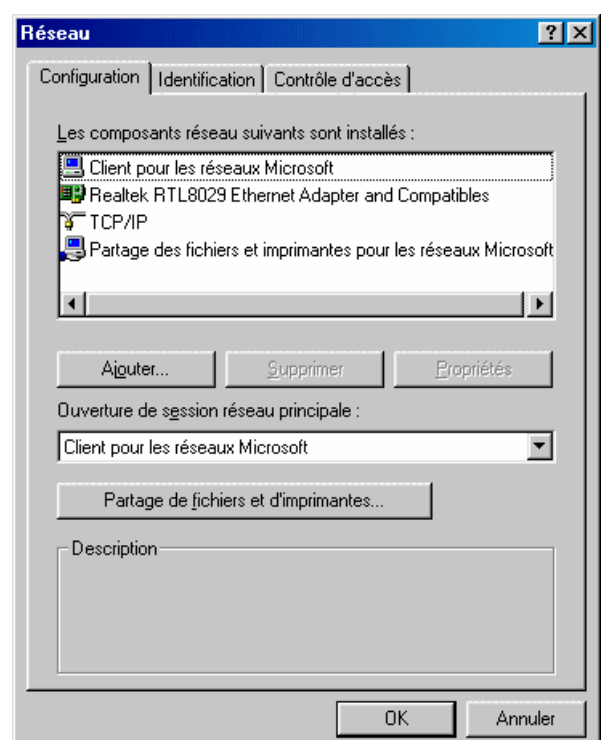 Réseau
Configuration Identification Contrôle d'accès
Les composants réseau suivants sont installés :
Client pour les réseaux Microsoft
Realtek RTL8029 Ethernet Adapter and Compatibles
TCP/IP
Partage des fichiers et imprimantes pour les réseaux Microsoft
Ajouter... Supprimer Propriétés
Ouverture de session réseau principale :
Client pour les réseaux Microsoft
Partage de fichiers et d'imprimantes...
Description
OK Annuler